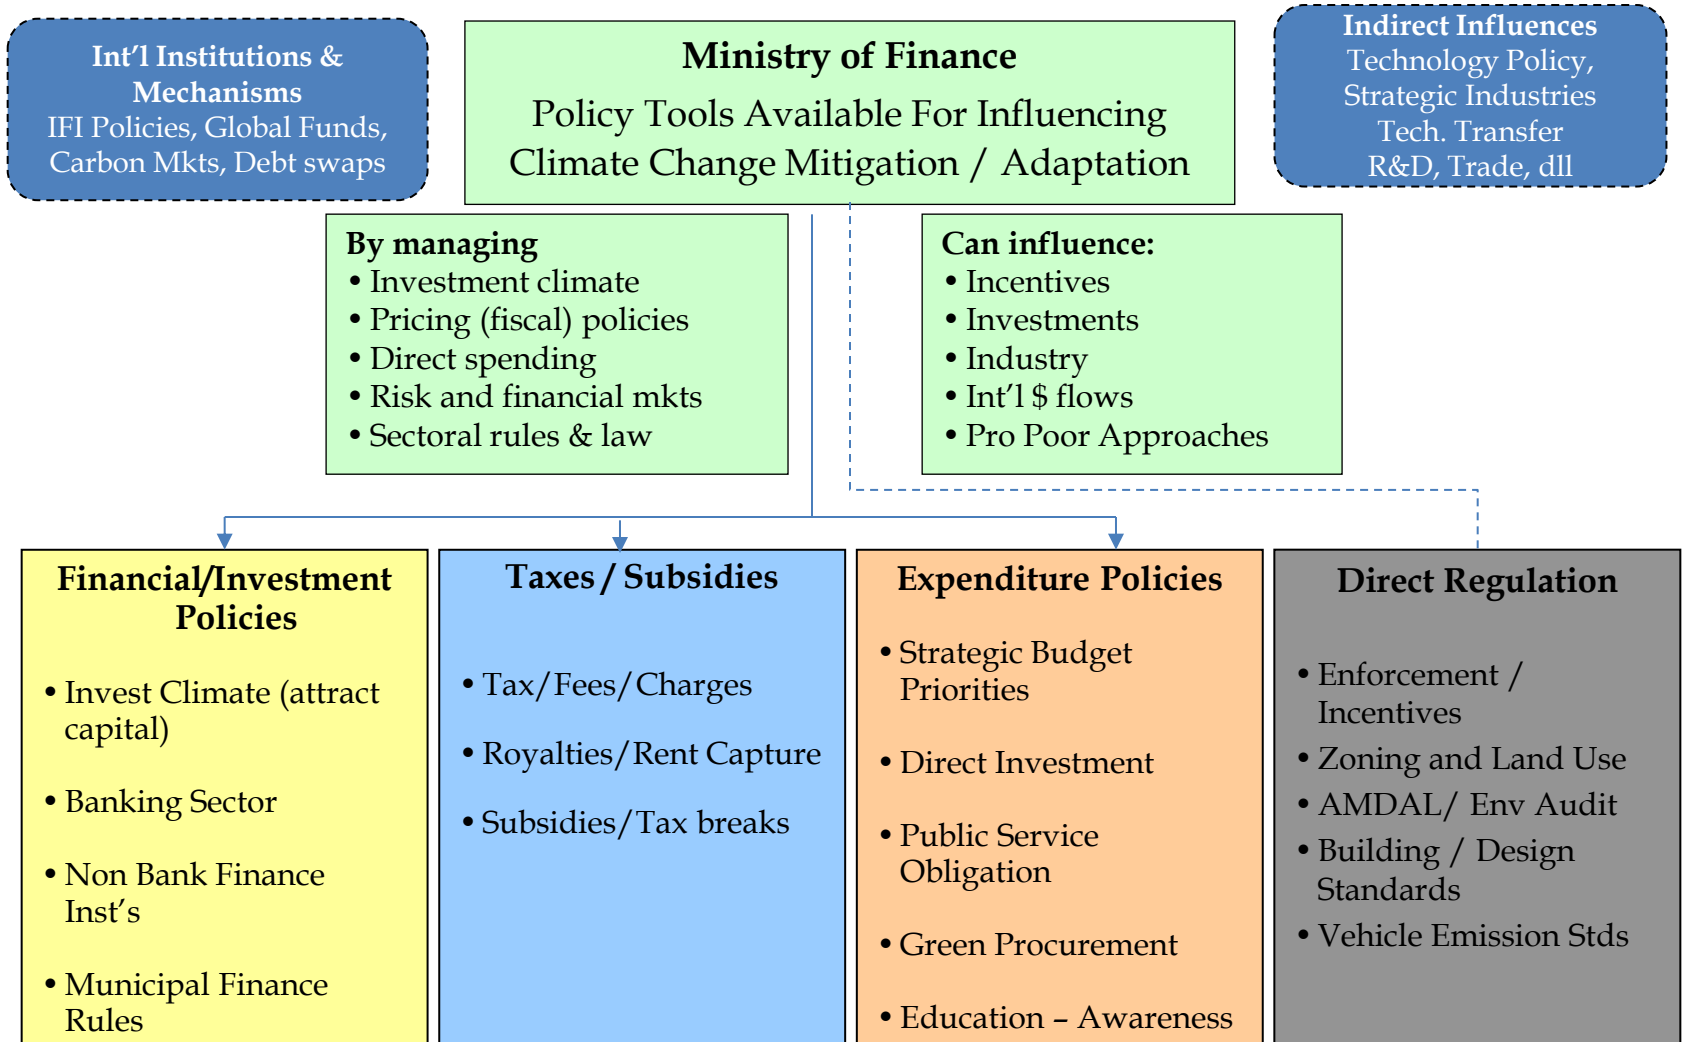 Int'l Institutions &
Mechanisms
IFI Policies, Global Funds,
Carbon Mkts, Debt swaps
Ministry of Finance
Policy Tools Available For Influencing
Climate Change Mitigation / Adaptation
Indirect Influences
Technology Policy,
Strategic Industries
Tech. Transfer
R&D, Trade, dll
By managing
• Investment climate
• Pricing (fiscal) policies
• Direct spending
• Risk and financial mkts
• Sectoral rules & law
Can influence:
• Incentives
• Investments
• Industry
• Int'l $ flows
• Pro Poor Approaches
Financial/Investment
Policies
• Invest Climate (attract
capital)
• Banking Sector
• Non Bank Finance
Inst's
• Municipal Finance
Rules
Taxes / Subsidies
• Tax/Fees/Charges
• Royalties/Rent Capture
• Subsidies/Tax breaks
Expenditure Policies
• Strategic Budget
Priorities
• Direct Investment
• Public Service
Obligation
• Green Procurement
• Education – Awareness
Direct Regulation
• Enforcement /
Incentives
• Zoning and Land Use
• AMDAL/ Env Audit
• Building / Design
Standards
• Vehicle Emission Stds